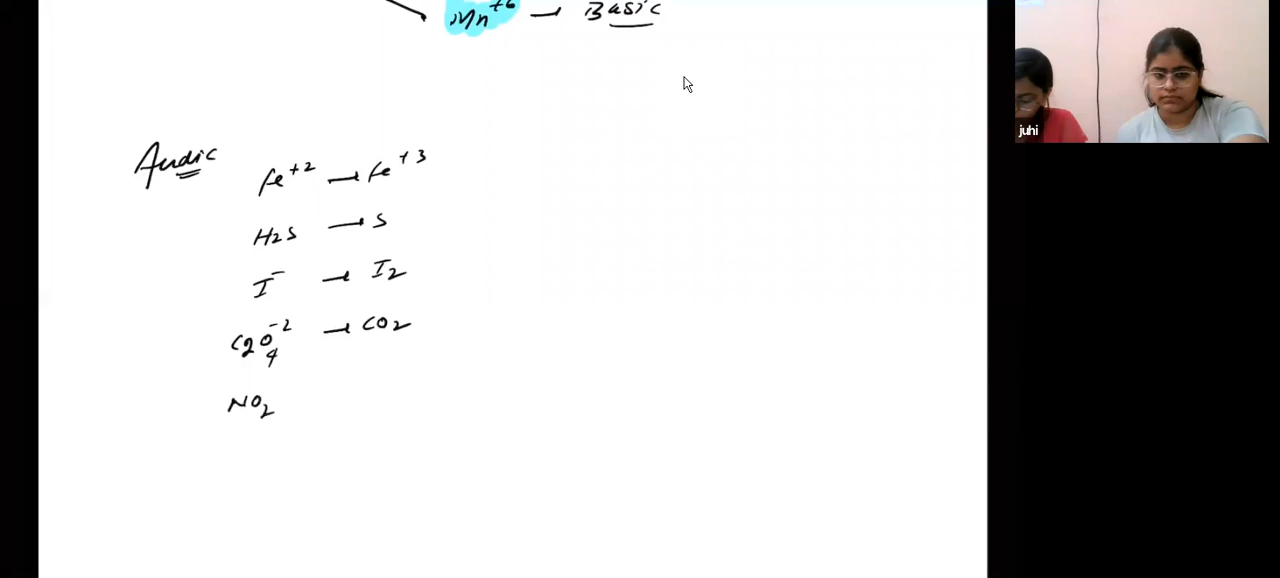 Mn+6 → Basic
Acidic
Fe+2 → Fe+3
H2S → S
I- → I2
C2O4-2 → CO2
NO2
juhi